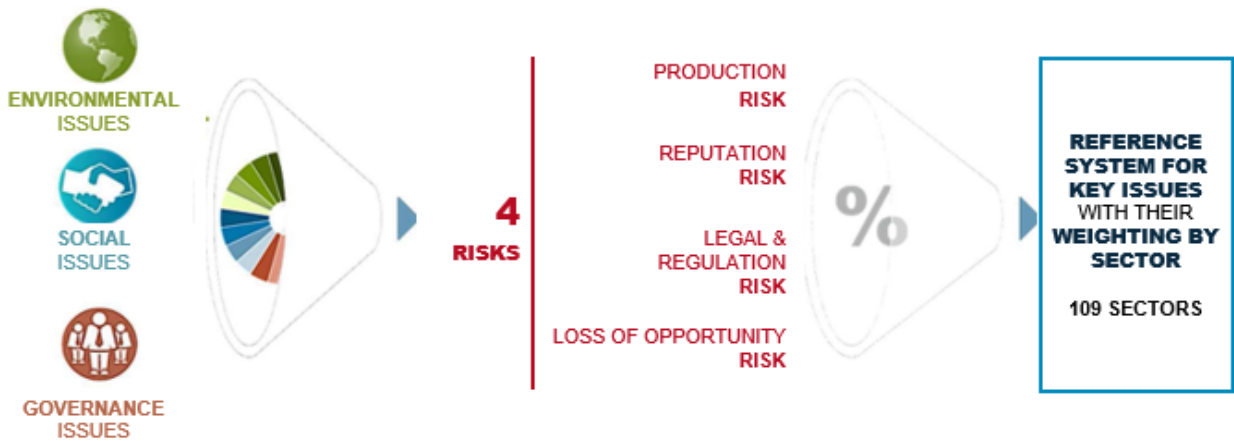 ENVIRONMENTAL
ISSUES
SOCIAL
ISSUES
GOVERNANCE
ISSUES
4
RISKS
PRODUCTION
RISK
REPUTATION
RISK
LEGAL &
REGULATION
RISK
LOSS OF OPPORTUNITY
RISK
%
REFERENCE
SYSTEM FOR
KEY ISSUES
WITH THEIR
WEIGHTING BY
SECTOR
109 SECTORS